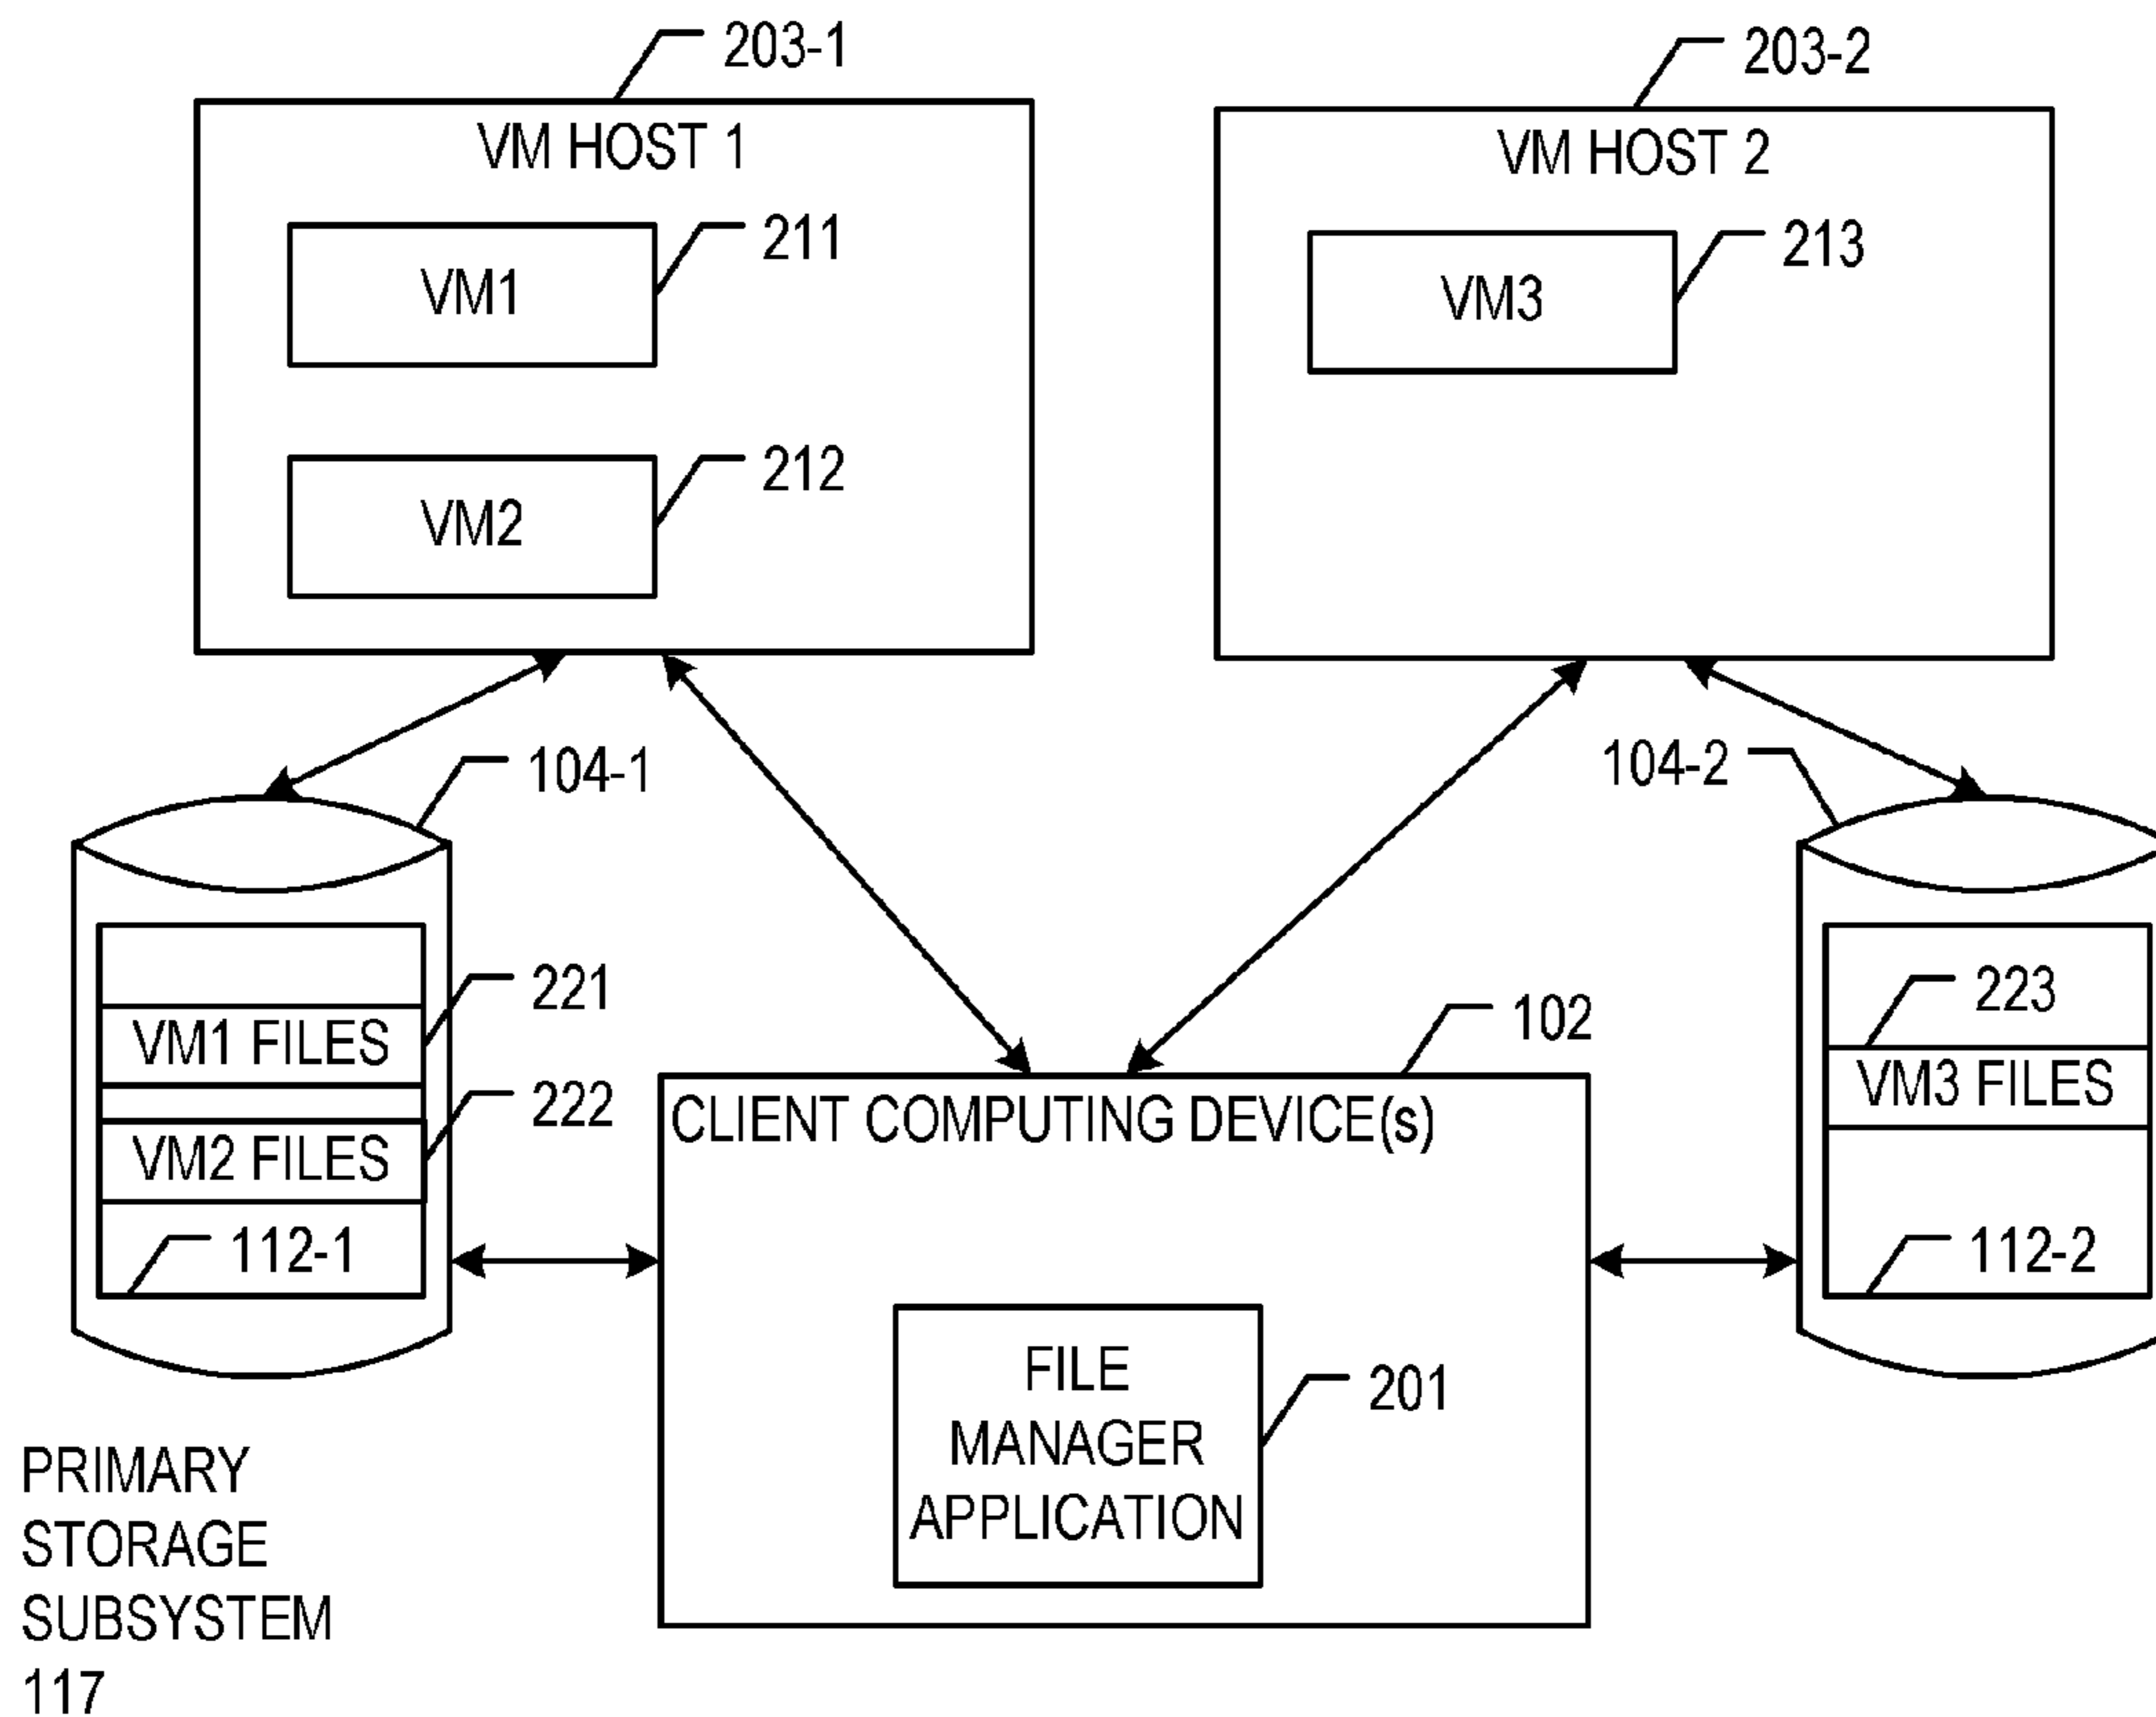 203-1
203-2
VM HOST 1
VM HOST 2
211
213
VM1
VM3
212
VM2
104-1
104-2
221
223
102
VM1 FILES
VM3 FILES
222
CLIENT COMPUTING DEVICE(s)
VM2 FILES
112-1
112-2
FILE
MANAGER
APPLICATION
201
PRIMARY
STORAGE
SUBSYSTEM
117